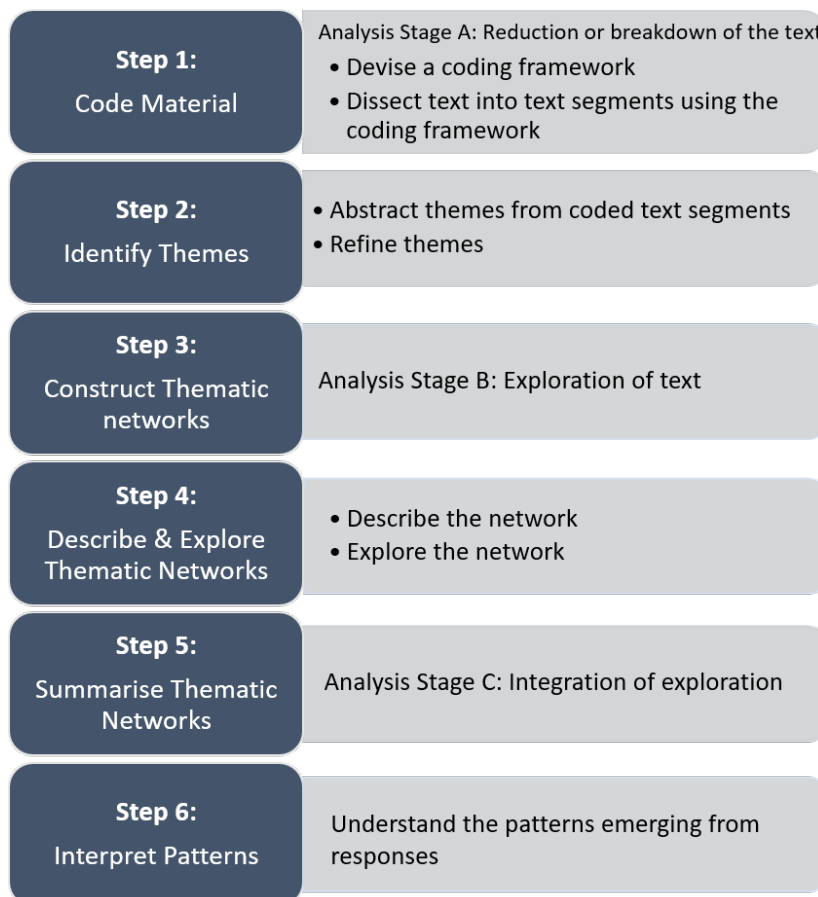 Step 1:
Code Material
Analysis Stage A: Reduction or breakdown of the text
• Devise a coding framework
• Dissect text into text segments using the
coding framework
Step 2:
Identify Themes
• Abstract themes from coded text segments
• Refine themes
Step 3:
Construct Thematic
networks
Analysis Stage B: Exploration of text
Step 4:
Describe & Explore
Thematic Networks
• Describe the network
• Explore the network
Step 5:
Summarise Thematic
Networks
Analysis Stage C: Integration of exploration
Step 6:
Interpret Patterns
Understand the patterns emerging from
responses